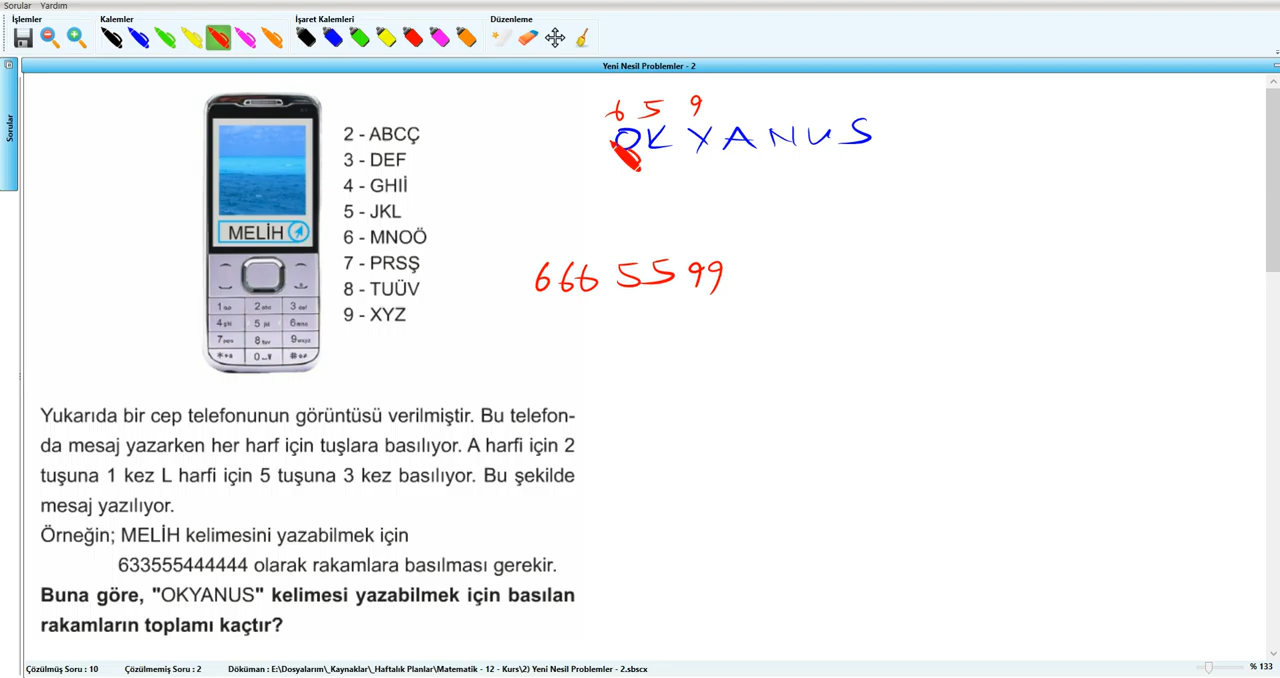 Sorular Yardım
İşlemler Kalemler İşaret Kalemleri Düzenleme
Yeni Nesil Problemler - 2
Sorular
6 5 9
OKYANUS
2 - ABCÇ
3 - DEF
4 - GHIİ
5 - JKL
6 - MNOÖ
7 - PRSŞ
8 - TUÜV
9 - XYZ
MELİH
666 55 99
Yukarıda bir cep telefonunun görüntüsü verilmiştir. Bu telefon-
da mesaj yazarken her harf için tuşlara basılıyor. A harfi için 2
tuşuna 1 kez L harfi için 5 tuşuna 3 kez basılıyor. Bu şekilde
mesaj yazılıyor.
Örneğin; MELİH kelimesini yazabilmek için
633555444444 olarak rakamlara basılması gerekir.
Buna göre, "OKYANUS" kelimesi yazabilmek için basılan
rakamların toplamı kaçtır?
Çözülmüş Soru : 10 Çözülmemiş Soru : 2 Döküman : E:\Dosyalarım\_Kaynaklar\_Haftalık Planlar\Matematik - 12 - Kurs\2) Yeni Nesil Problemler - 2.sbscx % 133